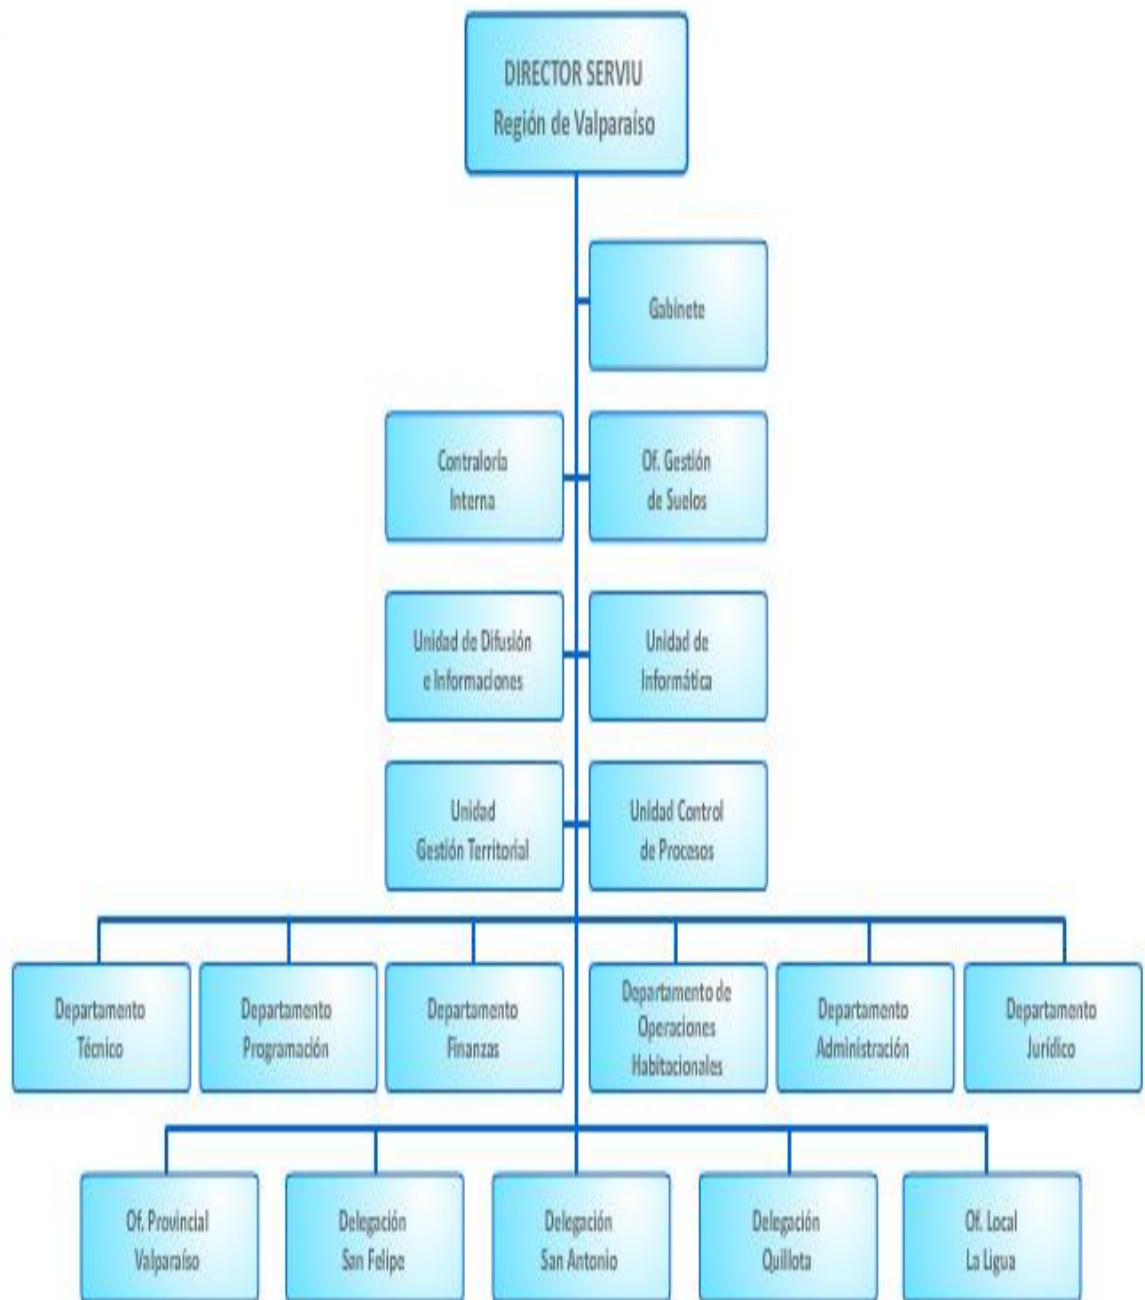 DIRECTOR SERVIU
Región de Valparaíso
Gabinete
Contraloría
Interna
Of. Gestión
de Suelos
Unidad de Difusión
e Informaciones
Unidad de
Informática
Unidad
Gestión Territorial
Unidad Control
de Procesos
Departamento
Técnico
Departamento
Programación
Departamento
Finanzas
Departamento de
Operaciones
Habitacionales
Departamento
Administración
Departamento
Jurídico
Of. Provincial
Valparaíso
Delegación
San Felipe
Delegación
San Antonio
Delegación
Quillota
Of. Local
La Ligua